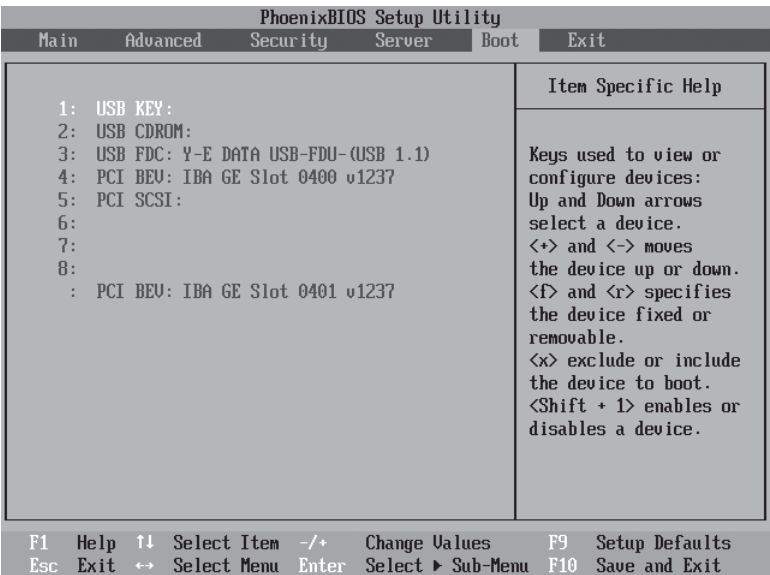 PhoenixBIOS Setup Utility
Main Advanced Security Server Boot Exit
1: USB KEY:
2: USB CDROM:
3: USB FDC: Y-E DATA USB-FDU-(USB 1.1)
4: PCI BEV: IBA GE Slot 0400 v1237
5: PCI SCSI:
6:
7:
8:
: PCI BEV: IBA GE Slot 0401 v1237
Item Specific Help
Keys used to view or
configure devices:
Up and Down arrows
select a device.
<+> and <-> moves
the device up or down.
<f> and <r> specifies
the device fixed or
removable.
<x> exclude or include
the device to boot.
<Shift + 1> enables or
disables a device.
F1 Help ↑↓ Select Item -/+ Change Values F9 Setup Defaults
Esc Exit ↔ Select Menu Enter Select ▶ Sub-Menu F10 Save and Exit